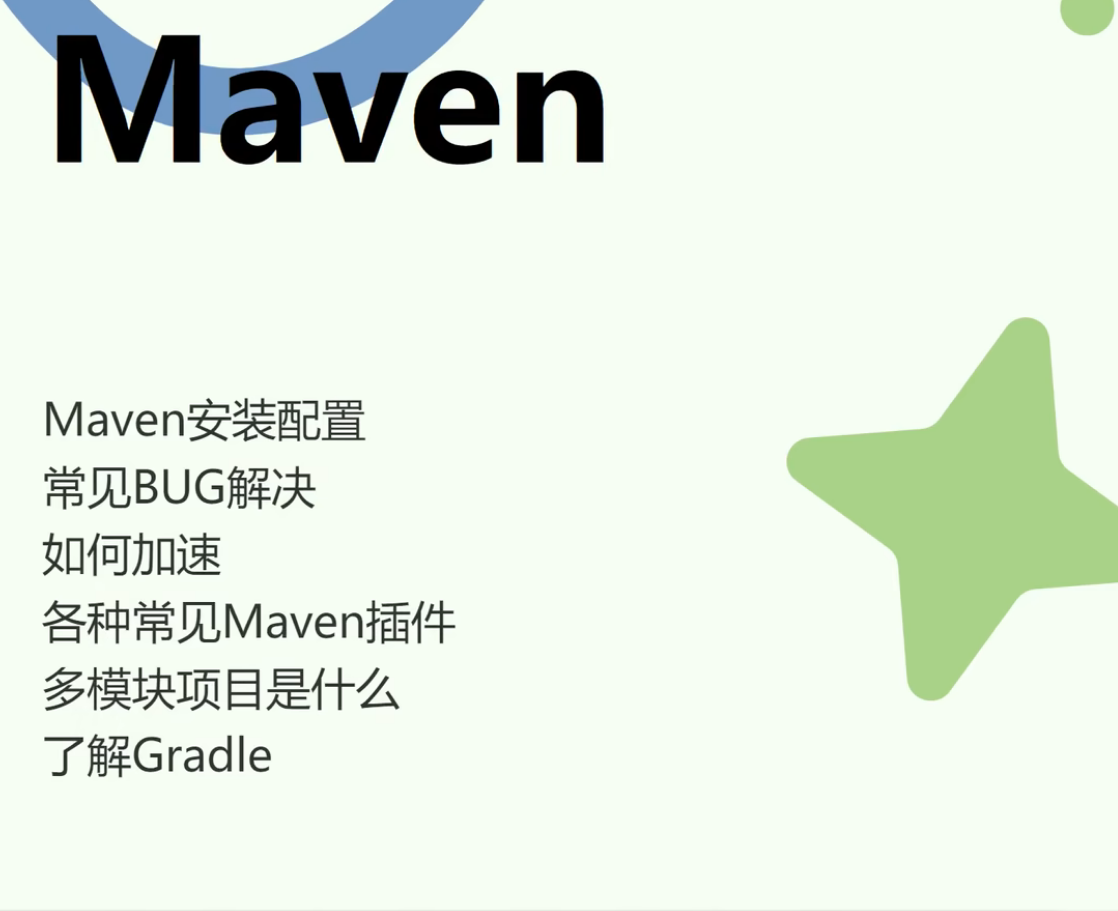 Maven
Maven安装配置
常见BUG解决
如何加速
各种常见Maven插件
多模块项目是什么
了解Gradle